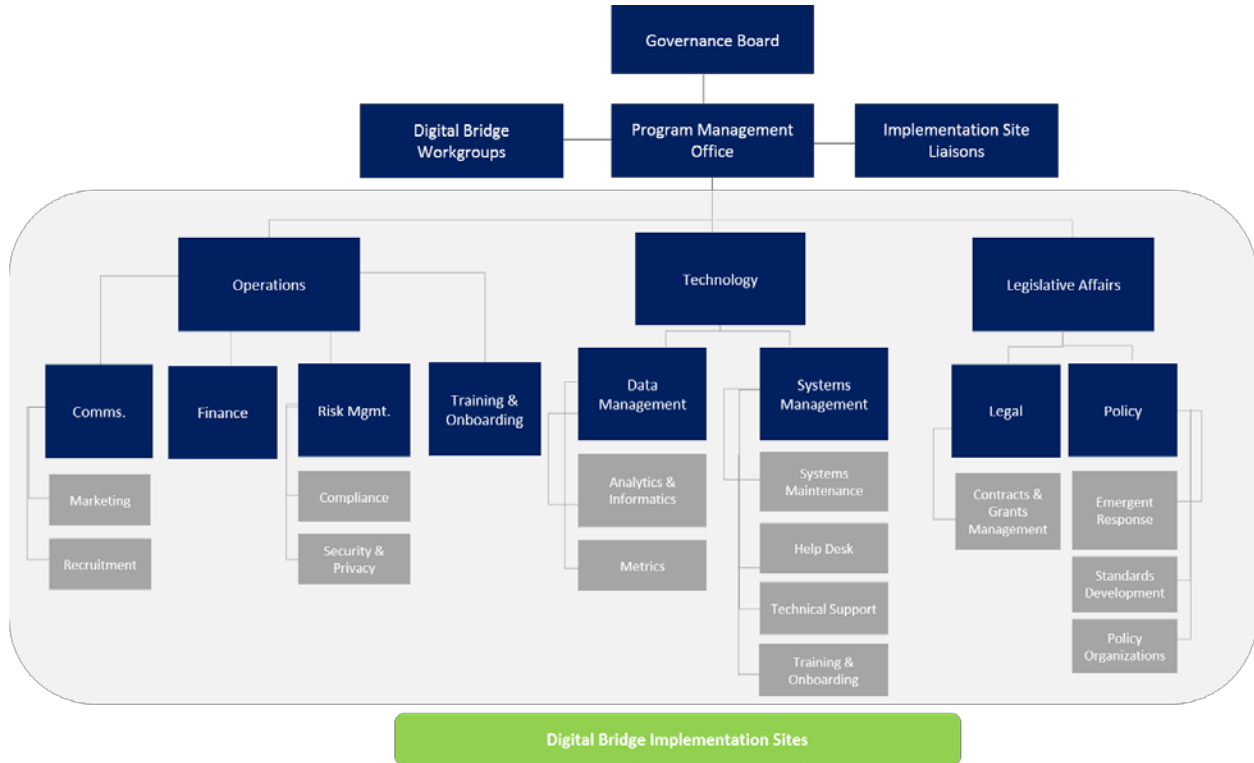 Governance Board
Digital Bridge
Workgroups
Program Management
Office
Implementation Site
Liaisons
Operations
Technology
Legislative Affairs
Comms.
Finance
Risk Mgmt.
Training &
Onboarding
Data
Management
Systems
Management
Legal
Policy
Marketing
Recruitment
Compliance
Security &
Privacy
Analytics &
Informatics
Metrics
Systems
Maintenance
Help Desk
Technical Support
Training &
Onboarding
Contracts &
Grants
Management
Emergent
Response
Standards
Development
Policy
Organizations
Digital Bridge Implementation Sites